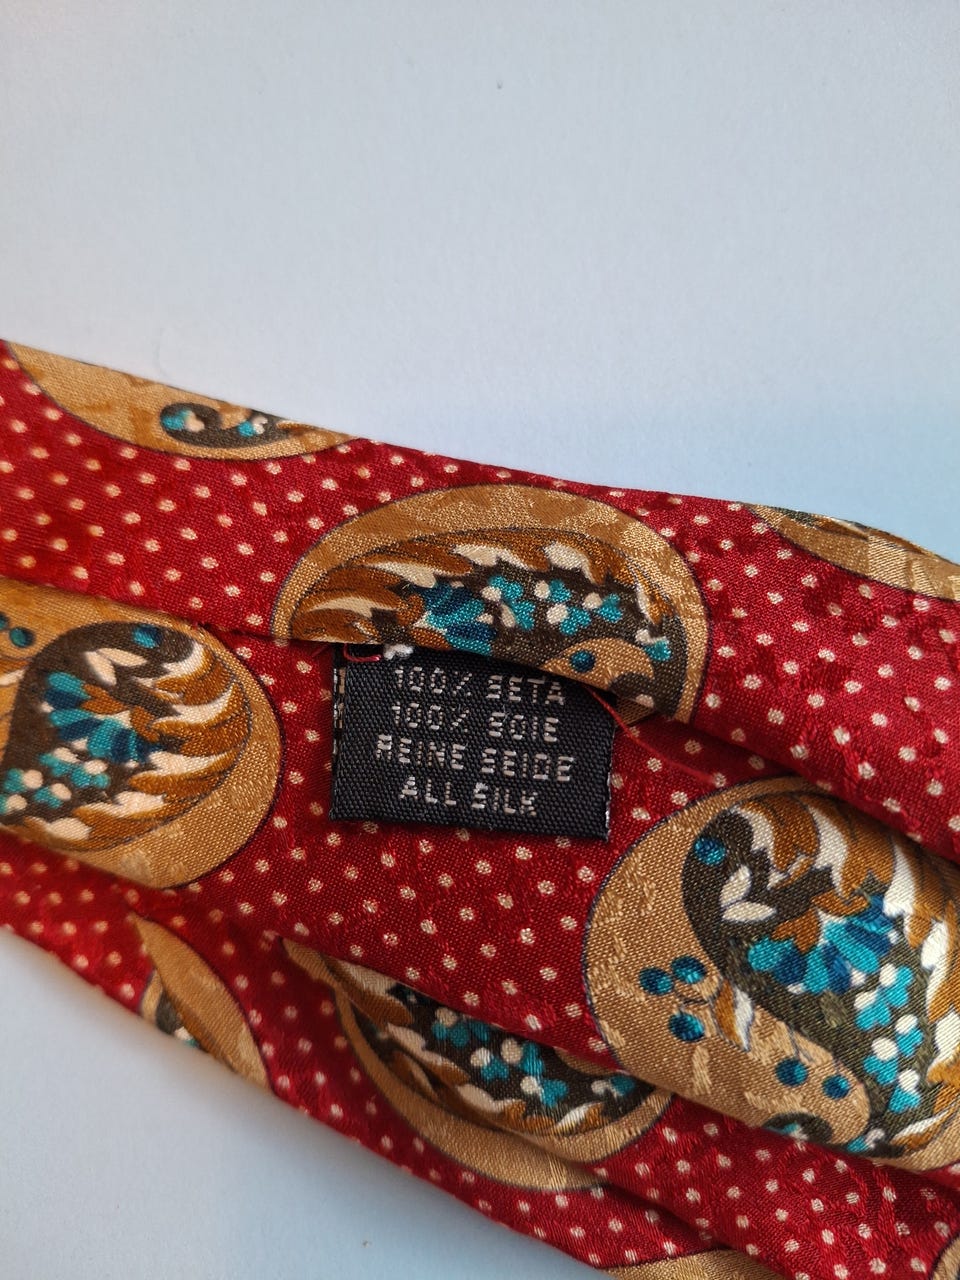 100% SETA
100% SOIE
REINE SEIDE
ALL SILK